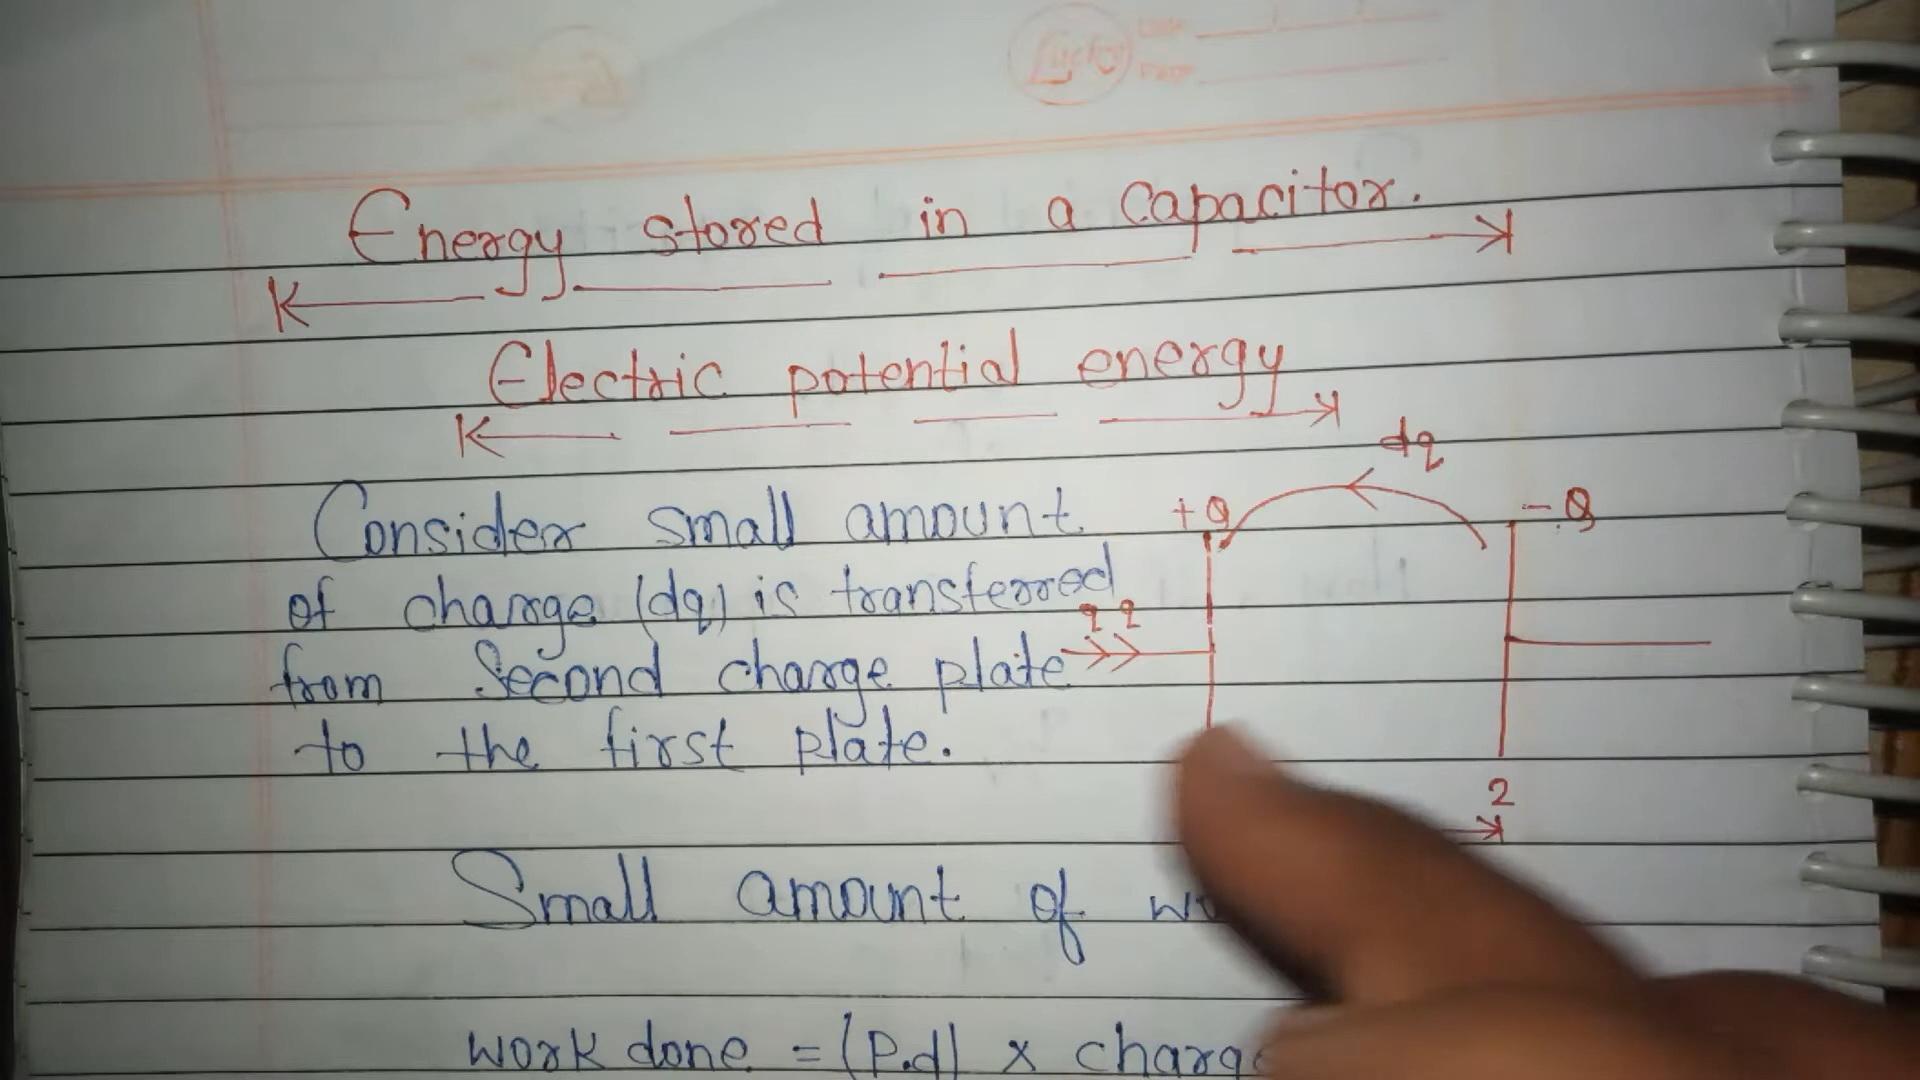 Energy stored in a capacitor.
Electric potential energy
dq
Consider small amount
+Q
-Q
of charge (dq) is transferred
q q
from Second charge plate
to the first plate.
2
Small amount of
work done = (P.d) x charge